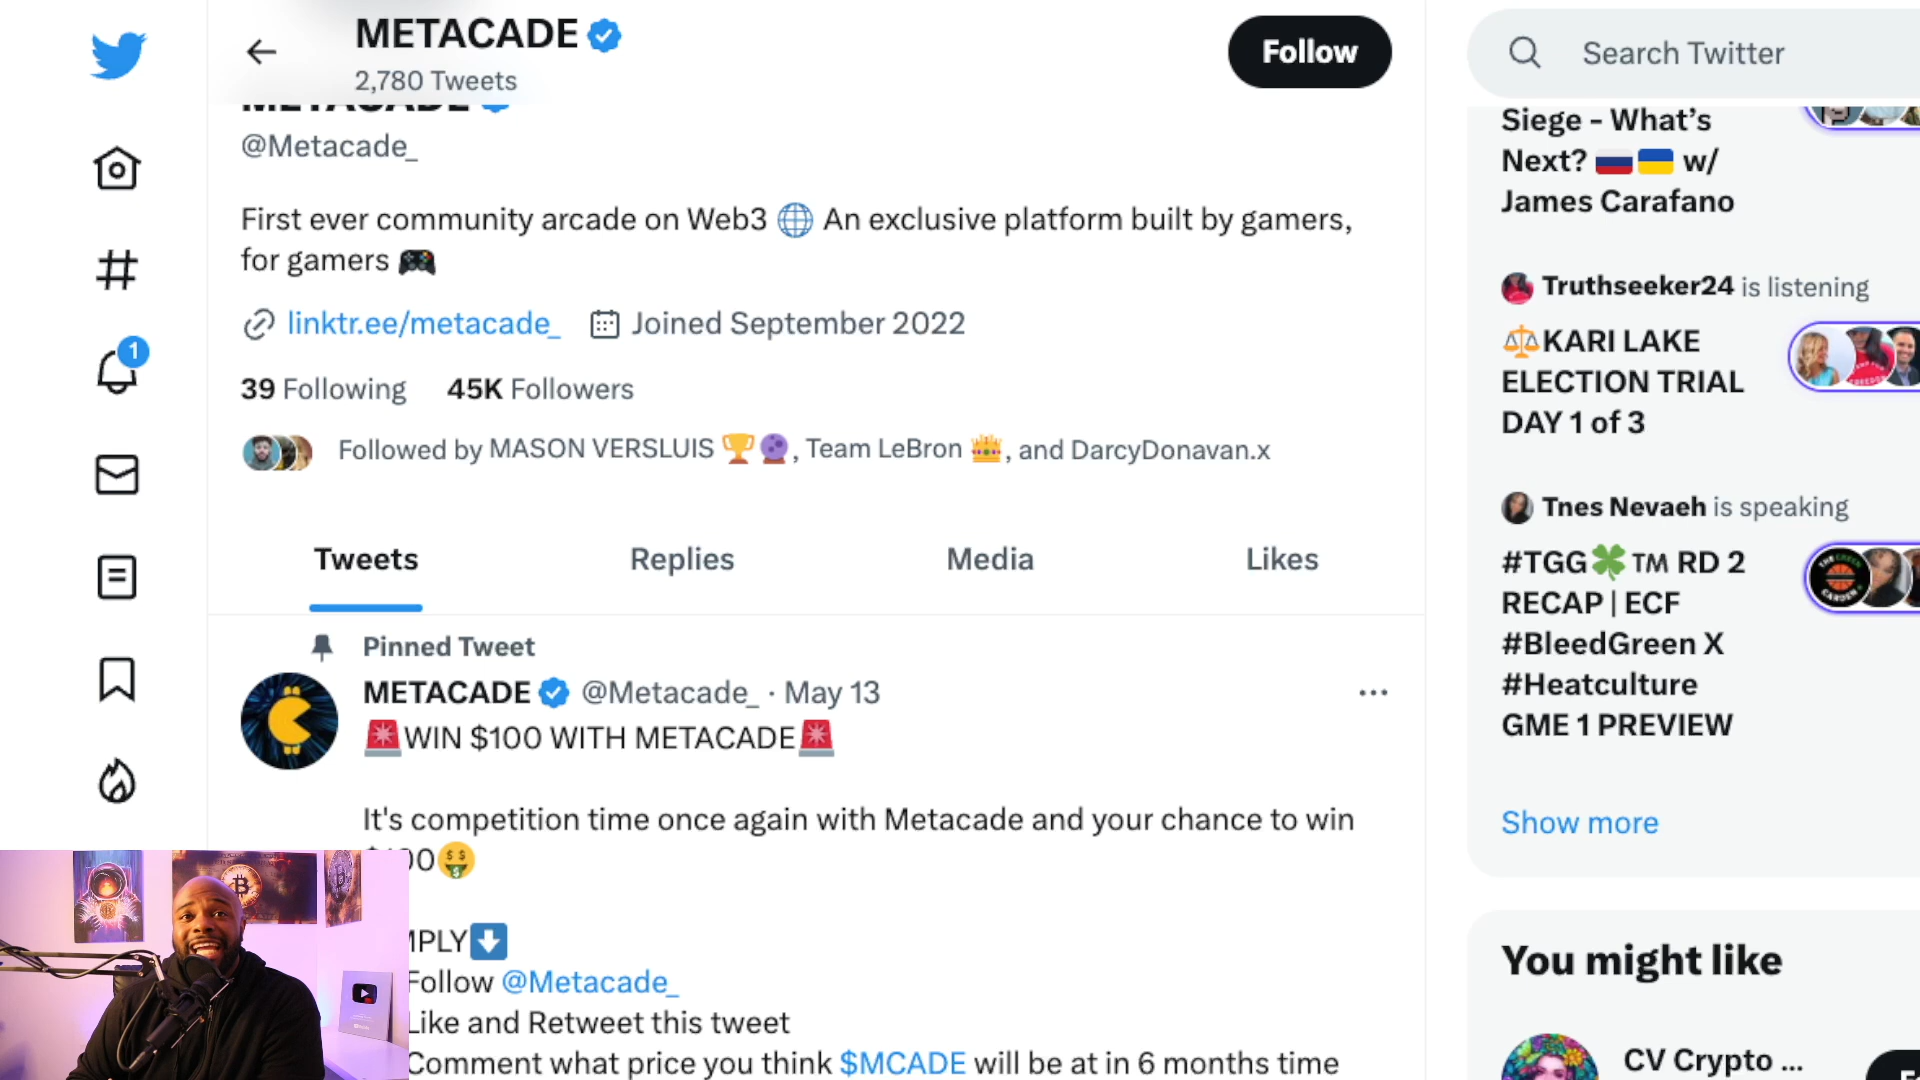 METACADE
2,780 Tweets
Follow
Search Twitter
METACADE
@Metacade_
First ever community arcade on Web3 🌐 An exclusive platform built by gamers,
for gamers 🎮
linktr.ee/metacade_ Joined September 2022
39 Following 45K Followers
Followed by MASON VERSLUIS 🏆🔮, Team LeBron 👑, and DarcyDonavan.x
Tweets Replies Media Likes
Pinned Tweet
METACADE @Metacade_ · May 13
🚨WIN $100 WITH METACADE🚨
It's competition time once again with Metacade and your chance to win
🤑
MPLY⬇️
Follow @Metacade_
Like and Retweet this tweet
Comment what price you think $MCADE will be at in 6 months time
1
Siege - What's
Next? 🇷🇺🇺🇦 w/
James Carafano
Truthseeker24 is listening
⚖️KARI LAKE
ELECTION TRIAL
DAY 1 of 3
Tnes Nevaeh is speaking
#TGG🍀™ RD 2
RECAP | ECF
#BleedGreen X
#Heatculture
GME 1 PREVIEW
Show more
You might like
CV Crypto ...